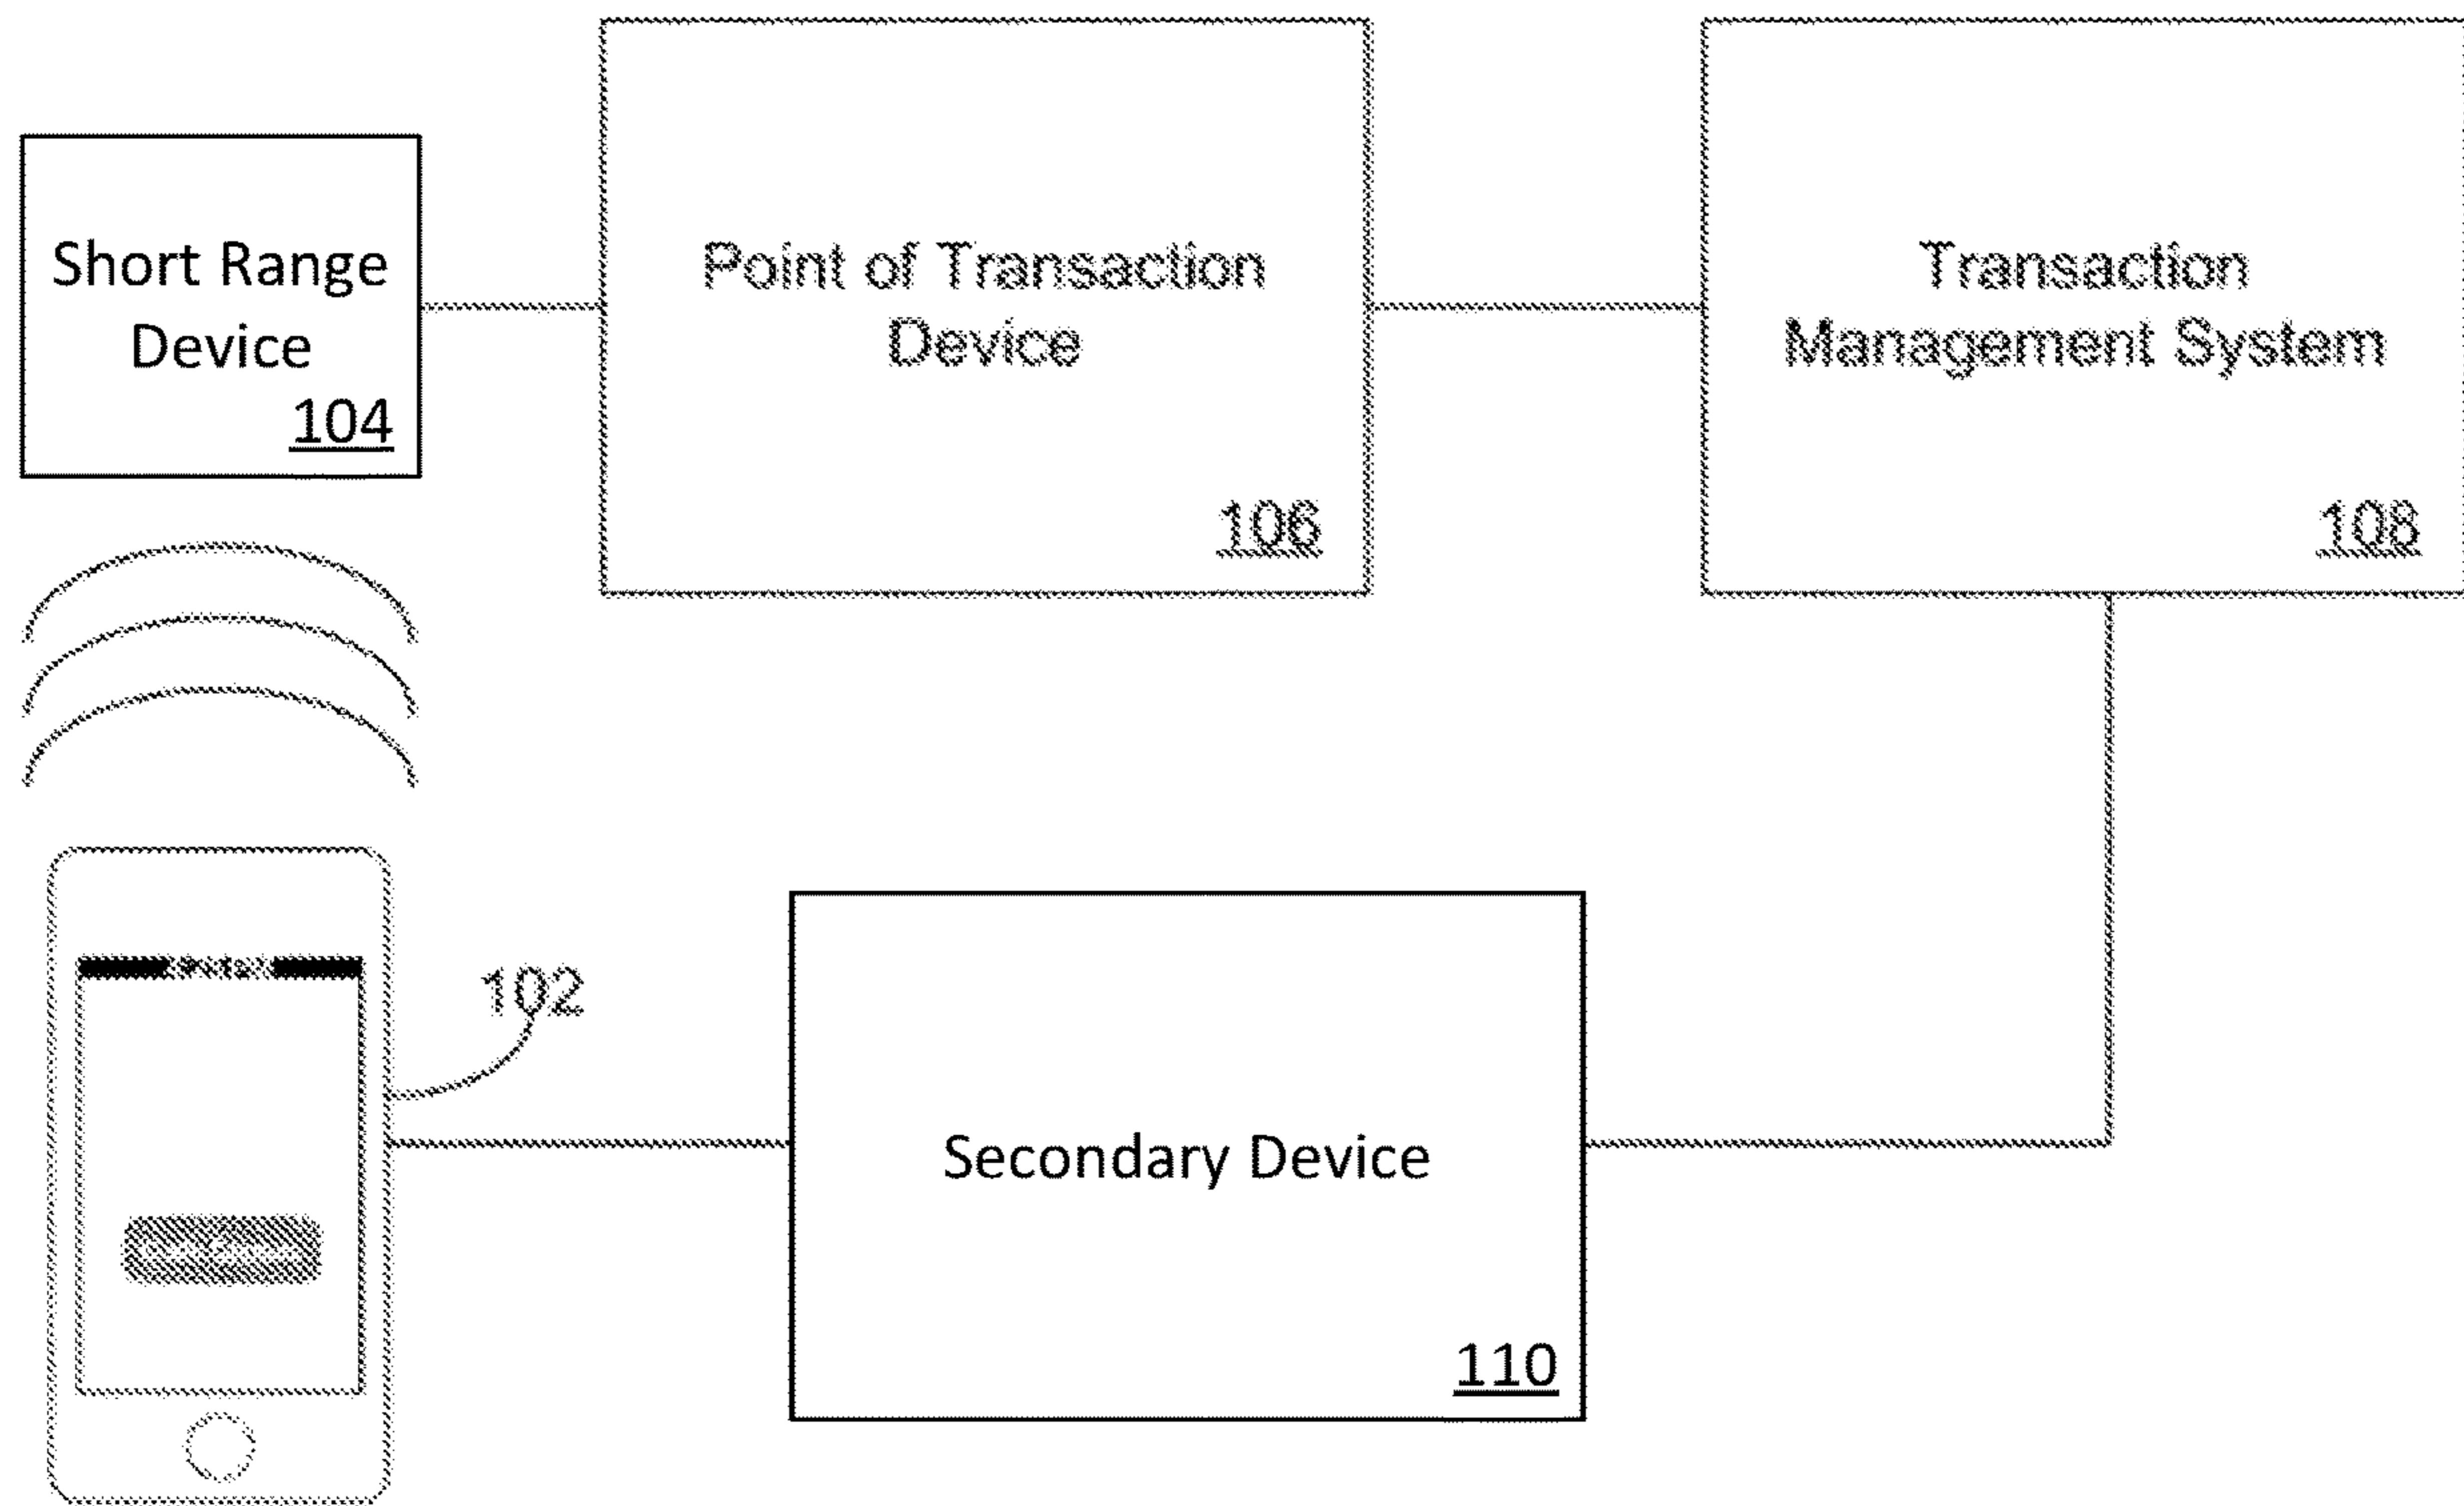 Short Range
Device
104
Point of Transaction
Device
106
Transaction
Management System
108
102
Secondary Device
110